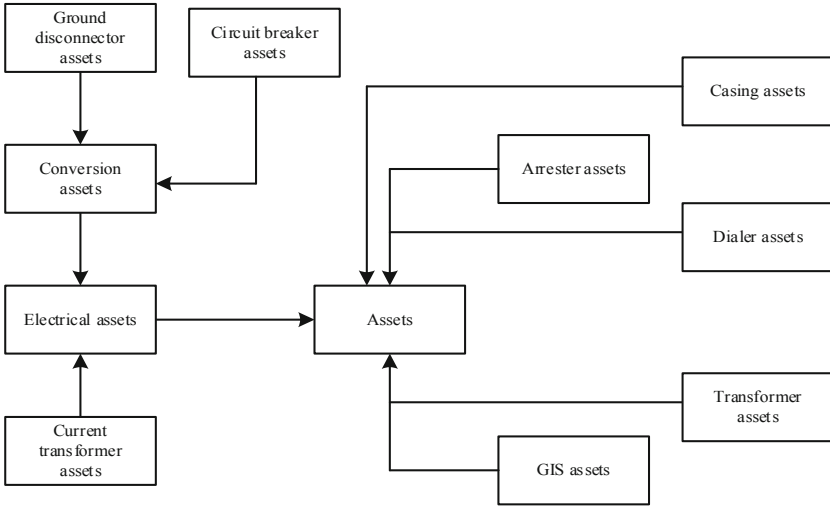 Ground
disconnector
assets
Circuit breaker
assets
Casing assets
Conversion
assets
Arrester assets
Dialer assets
Electrical assets
Assets
Transformer
assets
Current
transformer
assets
GIS assets